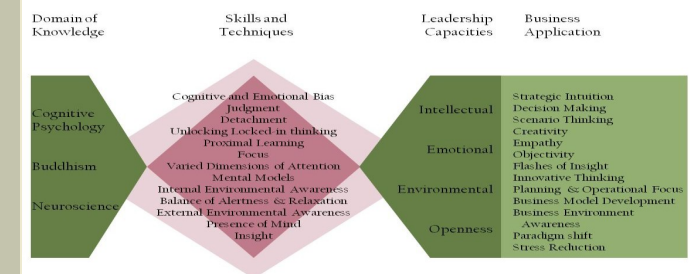 Domain of
Knowledge
Skills and
Techniques
Leadership
Capacities
Business
Application
Cognitive
Psychology
Buddhism
Neuroscience
Cognitive and Emotional Bias
Judgment
Detachment
Unlocking Locked-in thinking
Proximal Learning
Focus
Varied Dimensions of Attention
Mental Models
Internal Environmental Awareness
Balance of Alertness & Relaxation
External Environmental Awareness
Presence of Mind
Insight
Intellectual
Emotional
Environmental
Openness
Strategic Intuition
Decision Making
Scenario Thinking
Creativity
Empathy
Objectivity
Flashes of Insight
Innovative Thinking
Planning & Operational Focus
Business Model Development
Business Environment
Awareness
Paradigm shift
Stress Reduction